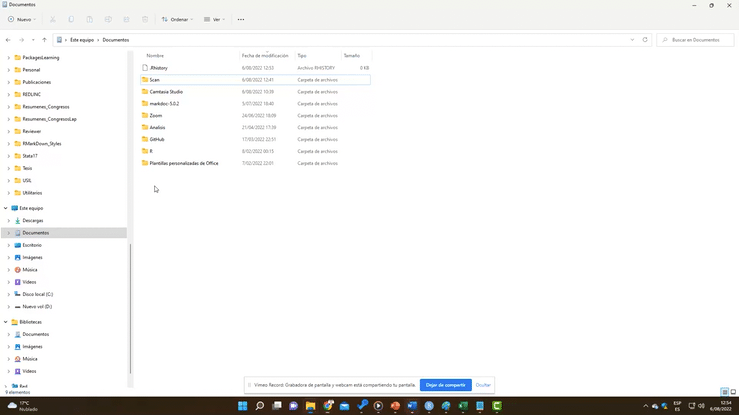 Documentos
Nuevo
Ordenar
Ver
Este equipo > Documentos
Buscar en Documentos
Nombre Fecha de modificación Tipo Tamaño
.Rhistory 6/08/2022 12:53 Archivo RHISTORY 0 KB
Scan 6/08/2022 12:41 Carpeta de archivos
Camtasia Studio 6/08/2022 10:39 Carpeta de archivos
markdoc-5.0.2 5/07/2022 18:40 Carpeta de archivos
Zoom 24/06/2022 18:09 Carpeta de archivos
Analisis 21/04/2022 17:39 Carpeta de archivos
GitHub 17/03/2022 22:51 Carpeta de archivos
R 8/02/2022 00:15 Carpeta de archivos
Plantillas personalizadas de Office 7/02/2022 22:01 Carpeta de archivos
PackagesLearning
Personal
Publicaciones
REDLINC
Resumenes_Congresos
ResumenesCongresosLep
Reviewer
RMarkDown_Styles
Stata17
Tesis
USIL
Utilitarios
Este equipo
Descargas
Documentos
Escritorio
Imágenes
Música
Vídeos
Disco local (C:)
Nuevo vol (D:)
Bibliotecas
Documentos
Imágenes
Música
Vídeos
Red
9 elementos
Vimeo Record: Grabadora de pantalla y webcam está compartiendo tu pantalla.
Dejar de compartir
Ocultar
17°C
Nublado
ESP
ES
12:54
6/08/2022